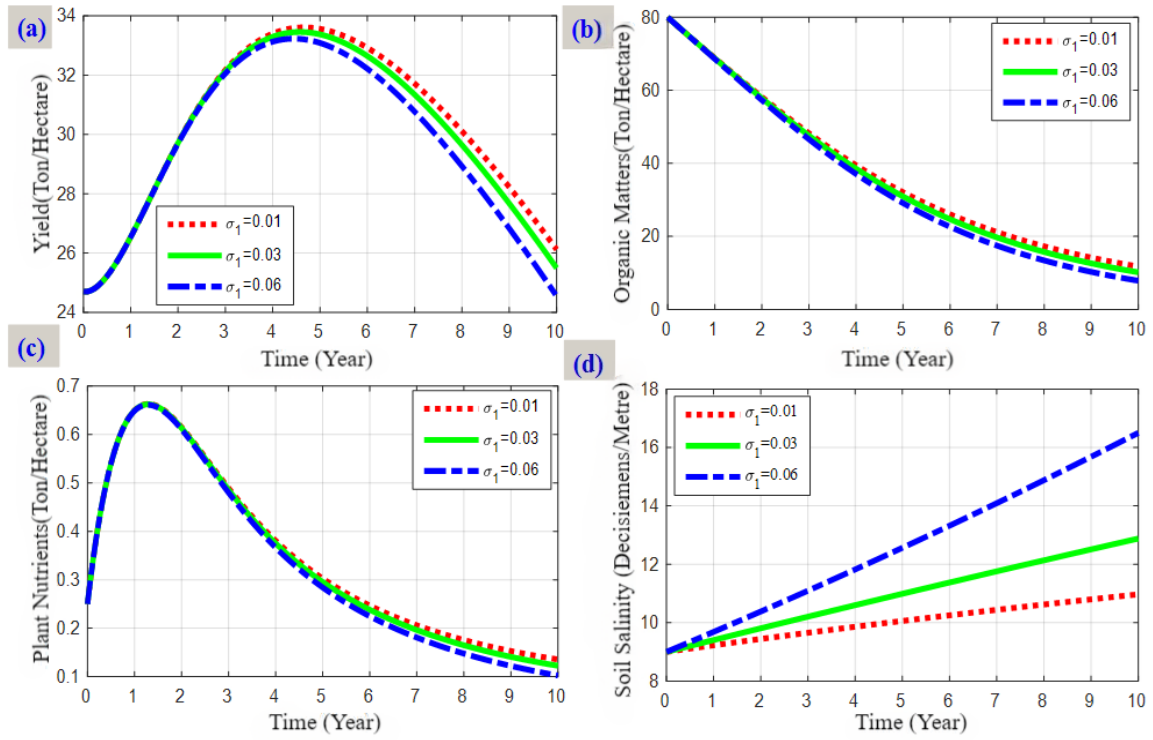 (a)
34
32
30
28
26
24
Yield(Ton/Hectare)
σ1=0.01
σ1=0.03
σ1=0.06
0 1 2 3 4 5 6 7 8 9 10
Time (Year)
(b)
80
60
40
20
0
Organic Matters(Ton/Hectare)
σ1=0.01
σ1=0.03
σ1=0.06
0 1 2 3 4 5 6 7 8 9 10
Time (Year)
(c)
0.7
0.6
0.5
0.4
0.3
0.2
0.1
Plant Nutrients(Ton/Hectare)
σ1=0.01
σ1=0.03
σ1=0.06
0 1 2 3 4 5 6 7 8 9 10
Time (Year)
(d)
18
16
14
12
10
8
Soil Salinity (Decisiemens/Metre)
σ1=0.01
σ1=0.03
σ1=0.06
0 1 2 3 4 5 6 7 8 9 10
Time (Year)